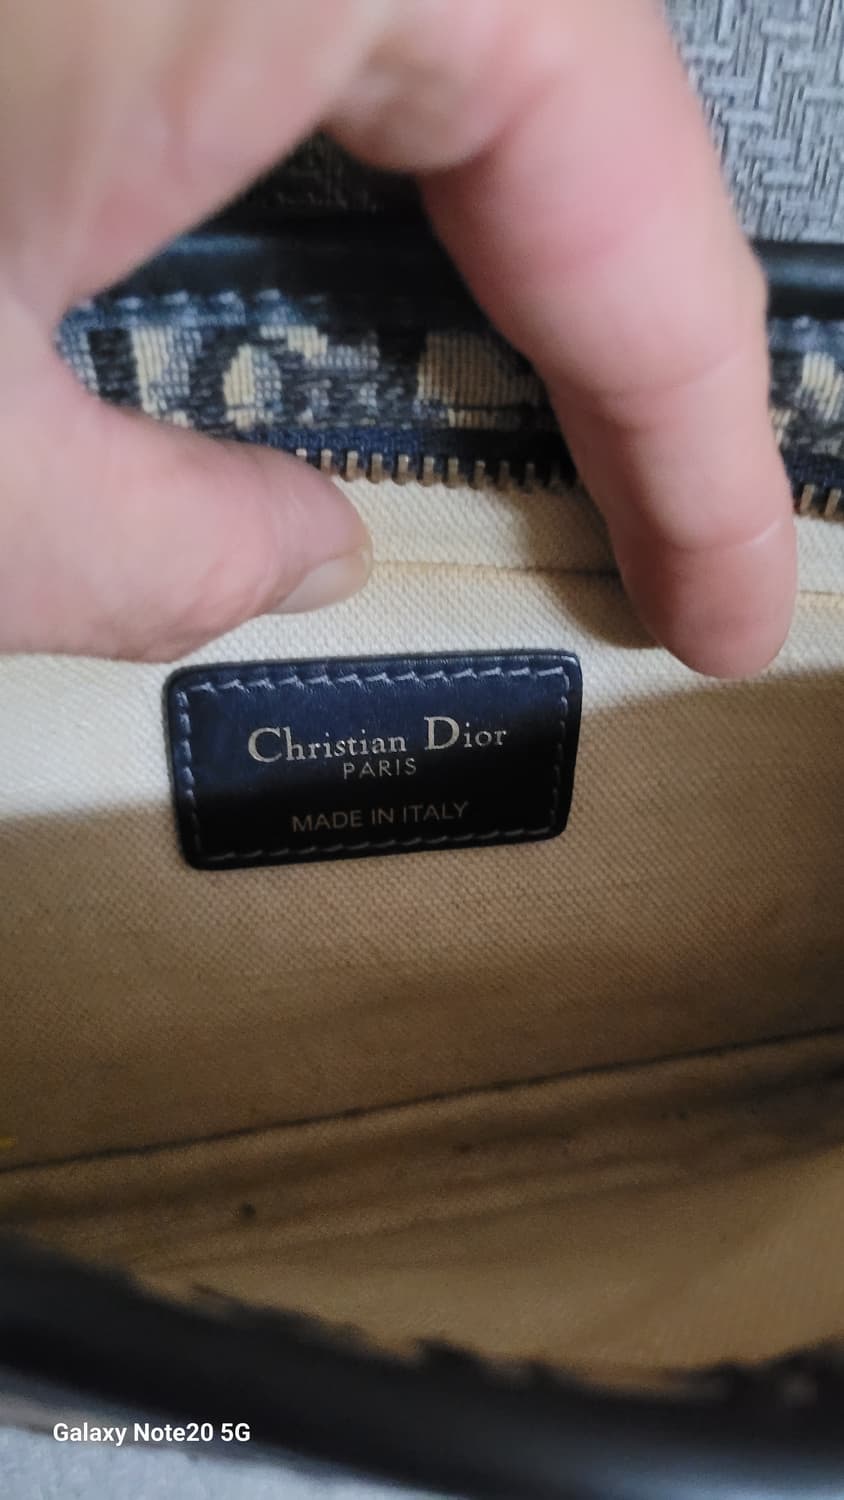 Christian Dior
PARIS
MADE IN ITALY
Galaxy Note20 5G